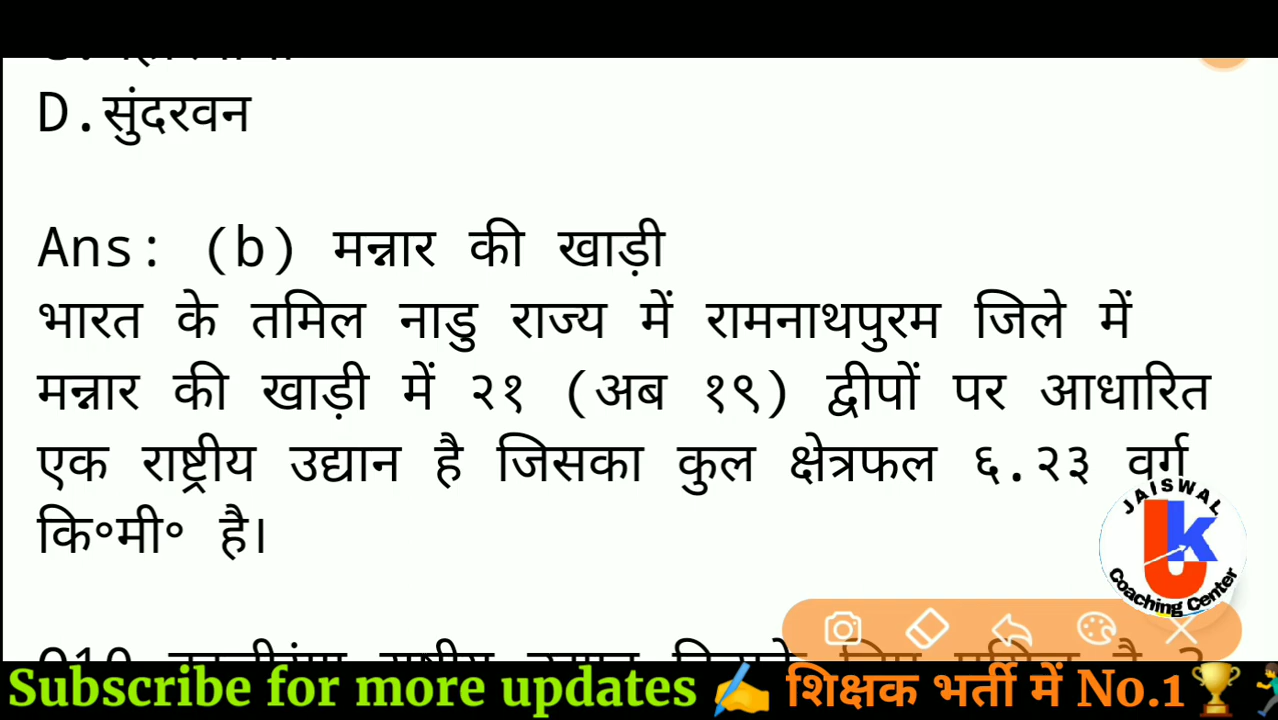 D.सुंदरवन
Ans: (b) मन्नार की खाड़ी
भारत के तमिल नाडु राज्य में रामनाथपुरम जिले में
मन्नार की खाड़ी में २१ (अब १९) द्वीपों पर आधारित
एक राष्ट्रीय उद्यान है जिसका कुल क्षेत्रफल ६.२३ वर्ग
कि॰मी॰ है।
JAISWAL
UK
Coaching Center
Subscribe for more updates ✍️ शिक्षक भर्ती में No.1🏆